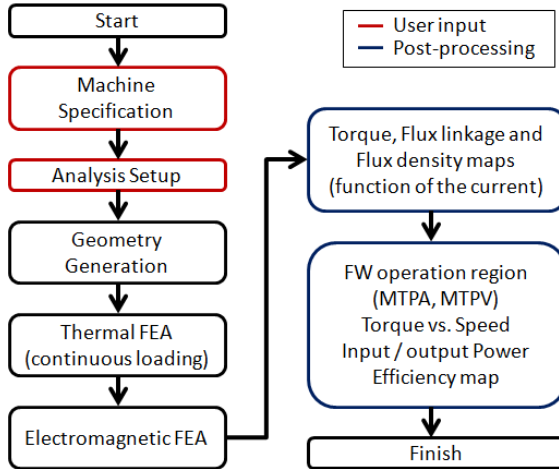 Start
Machine
Specification
Analysis Setup
Geometry
Generation
Thermal FEA
(continuous loading)
Electromagnetic FEA
User input
Post-processing
Torque, Flux linkage and
Flux density maps
(function of the current)
FW operation region
(MTPA, MTPV)
Torque vs. Speed
Input / output Power
Efficiency map
Finish